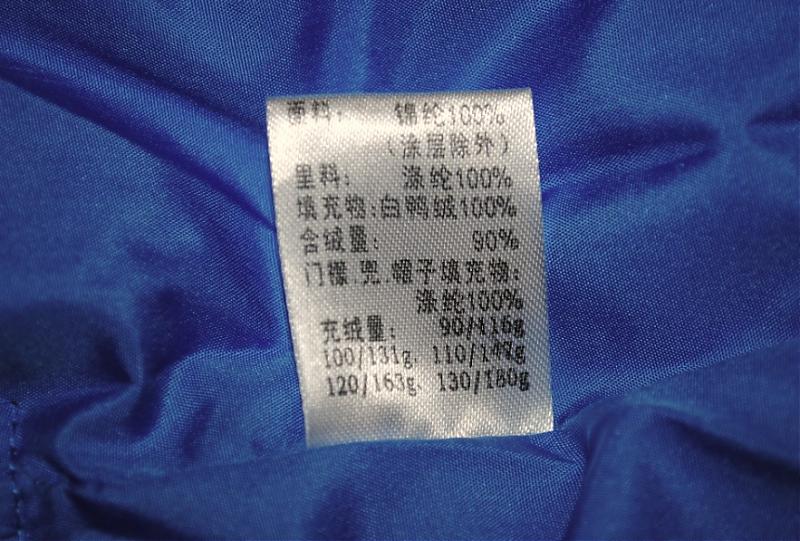 面料： 锦纶100%
（涂层除外）
里料： 涤纶100%
填充物：白鸭绒100%
含绒量： 90%
门襟.兜.帽子填充物：
涤纶100%
充绒量： 90/116g
100/131g、110/147g
120/163g、130/180g